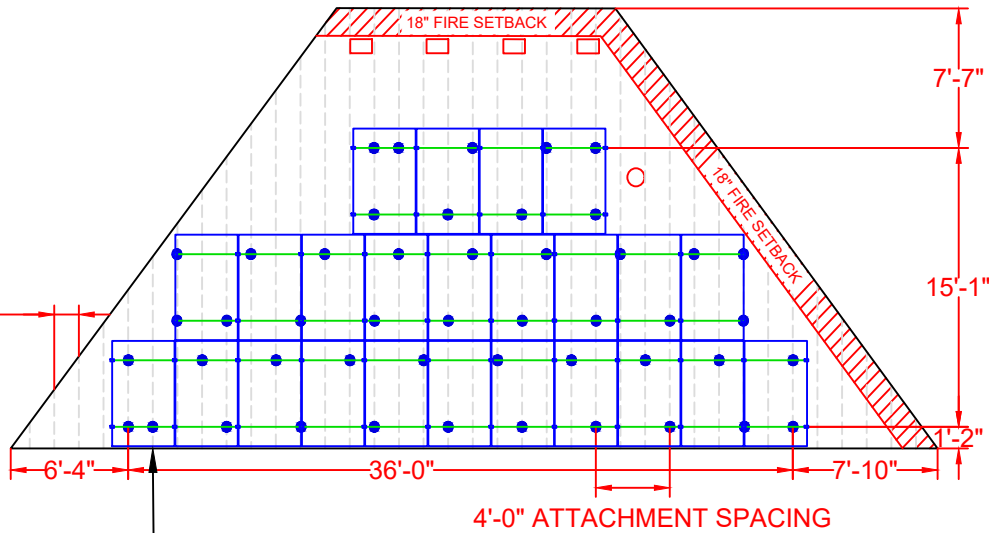 18" FIRE SETBACK
7'-7"
18" FIRE SETBACK
15'-1"
1'-2"
6'-4"
36'-0"
7'-10"
4'-0" ATTACHMENT SPACING